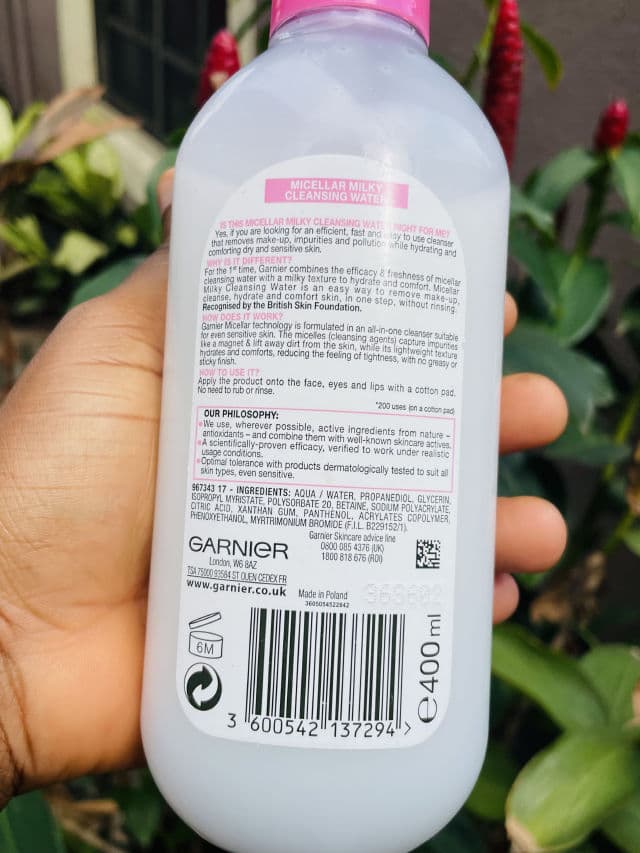 MICELLAR MILKY
CLEANSING WATER
IS THIS MICELLAR MILKY CLEANSING WATER RIGHT FOR ME?
Yes, if you are looking for an efficient, fast and easy to use cleanser
that removes make-up, impurities and pollution while hydrating and
comforting dry and sensitive skin.
WHY IS IT DIFFERENT?
For the 1st time, Garnier combines the efficacy & freshness of micellar
cleansing water with a milky texture to hydrate and comfort. Micellar
Milky Cleansing Water is an easy way to remove make-up,
cleanse, hydrate and comfort skin, in one step, without rinsing.
Recognised by the British Skin Foundation.
HOW DOES IT WORK?
Garnier Micellar technology is formulated in an all-in-one cleanser suitable
for even sensitive skin. The micelles (cleansing agents) capture impurities
like a magnet & lift away dirt from the skin, while its lightweight texture
hydrates and comforts, reducing the feeling of tightness, with no greasy or
sticky finish.
HOW TO USE IT?
Apply the product onto the face, eyes and lips with a cotton pad.
No need to rub or rinse.
*200 uses (on a cotton pad)
OUR PHILOSOPHY:
•We use, wherever possible, active ingredients from nature –
antioxidants – and combine them with well-known skincare actives.
•A scientifically-proven efficacy, verified to work under realistic
usage conditions.
•Optimal tolerance with products dermatologically tested to suit all
skin types, even sensitive.
967343 17 - INGREDIENTS: AQUA / WATER, PROPANEDIOL, GLYCERIN,
ISOPROPYL MYRISTATE, POLYSORBATE 20, BETAINE, SODIUM POLYACRYLATE,
CITRIC ACID, XANTHAN GUM, PANTHENOL, ACRYLATES COPOLYMER,
PHENOXYETHANOL, MYRTRIMONIUM BROMIDE (F.I.L. B229152/1).
GARNIER
London, W6 8AZ
TSA 75000 93584 ST OUEN CEDEX FR
www.garnier.co.uk
Garnier Skincare advice line
0800 085 4376 (UK)
1800 818 676 (ROI)
Made in Poland
3605054522842
6M
e400ml
3 600542 137294 >